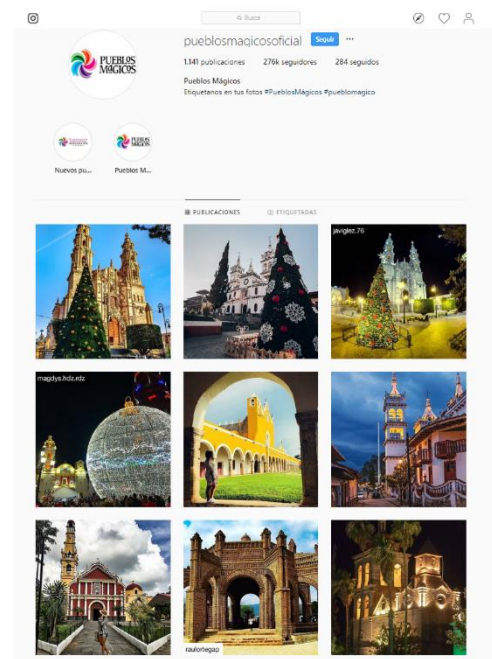 Busca
pueblosmagicosoficial Seguir ...
1.141 publicaciones 276k seguidores 284 seguidos
Pueblos Mágicos
Etiquetanos en tus fotos #PueblosMágicos #pueblomagico
PUEBLOS
MÁGICOS
Nuevos pu...
Pueblos M...
PUBLICACIONES ETIQUETADAS
javiglez.76
magdys.hdz.rdz
raulortegap